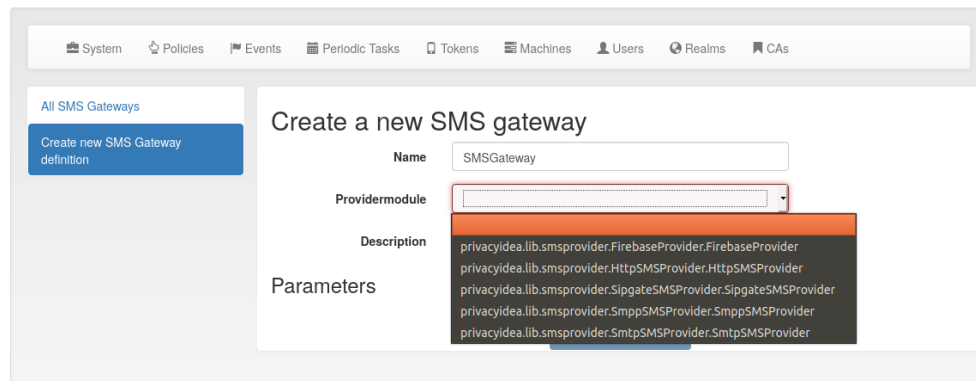 System Policies Events Periodic Tasks Tokens Machines Users Realms CAs
All SMS Gateways
Create new SMS Gateway
definition
Create a new SMS gateway
Name SMSGateway
Providermodule
privacyidea.lib.smsprovider.FirebaseProvider.FirebaseProvider
Description
privacyidea.lib.smsprovider.HttpSMSProvider.HttpSMSProvider
Parameters
privacyidea.lib.smsprovider.SipgateSMSProvider.SipgateSMSProvider
privacyidea.lib.smsprovider.SmppSMSProvider.SmppSMSProvider
privacyidea.lib.smsprovider.SmtpSMSProvider.SmtpSMSProvider